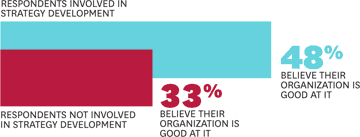 RESPONDENTS INVOLVED IN
STRATEGY DEVELOPMENT
48%
BELIEVE THEIR
ORGANIZATION IS
GOOD AT IT
33%
BELIEVE THEIR
ORGANIZATION IS
GOOD AT IT
RESPONDENTS NOT INVOLVED
IN STRATEGY DEVELOPMENT